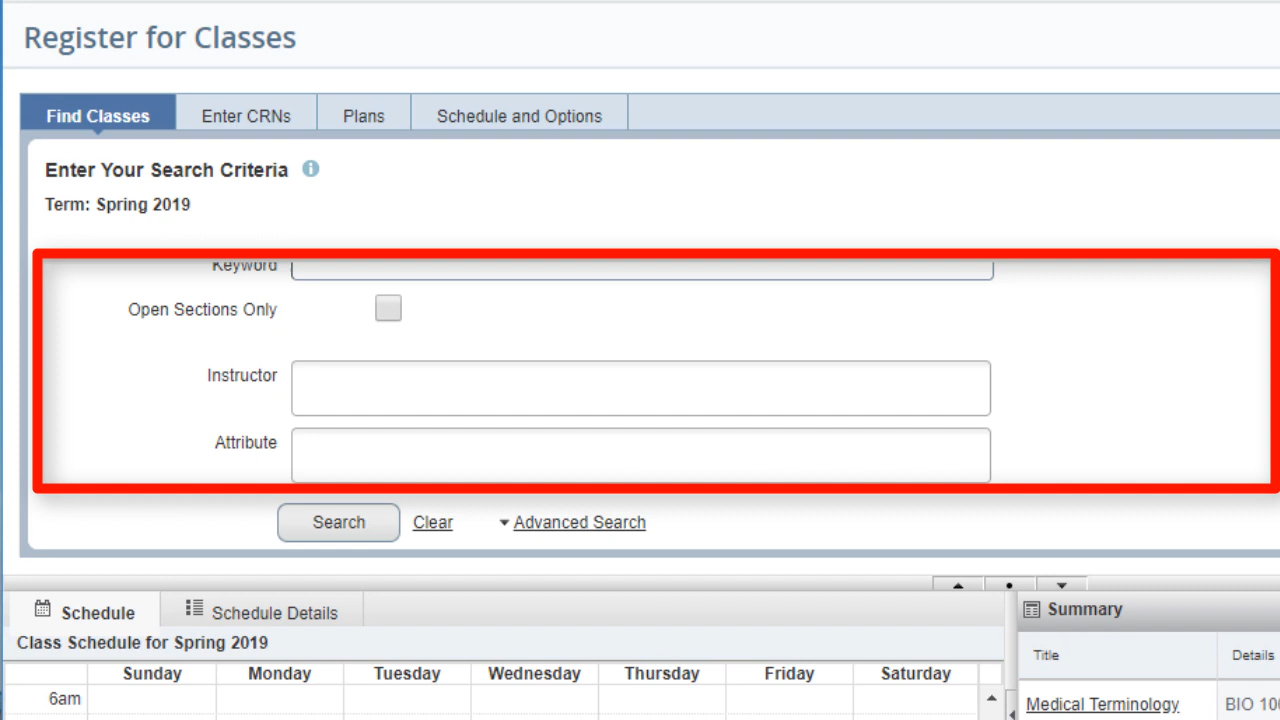 Register for Classes
Find Classes Enter CRNs Plans Schedule and Options
Enter Your Search Criteria
Term: Spring 2019
Keyword
Open Sections Only
Instructor
Attribute
Search Clear Advanced Search
Schedule Schedule Details
Class Schedule for Spring 2019
Sunday Monday Tuesday Wednesday Thursday Friday Saturday
6am
Summary
Title Details
Medical Terminology BIO